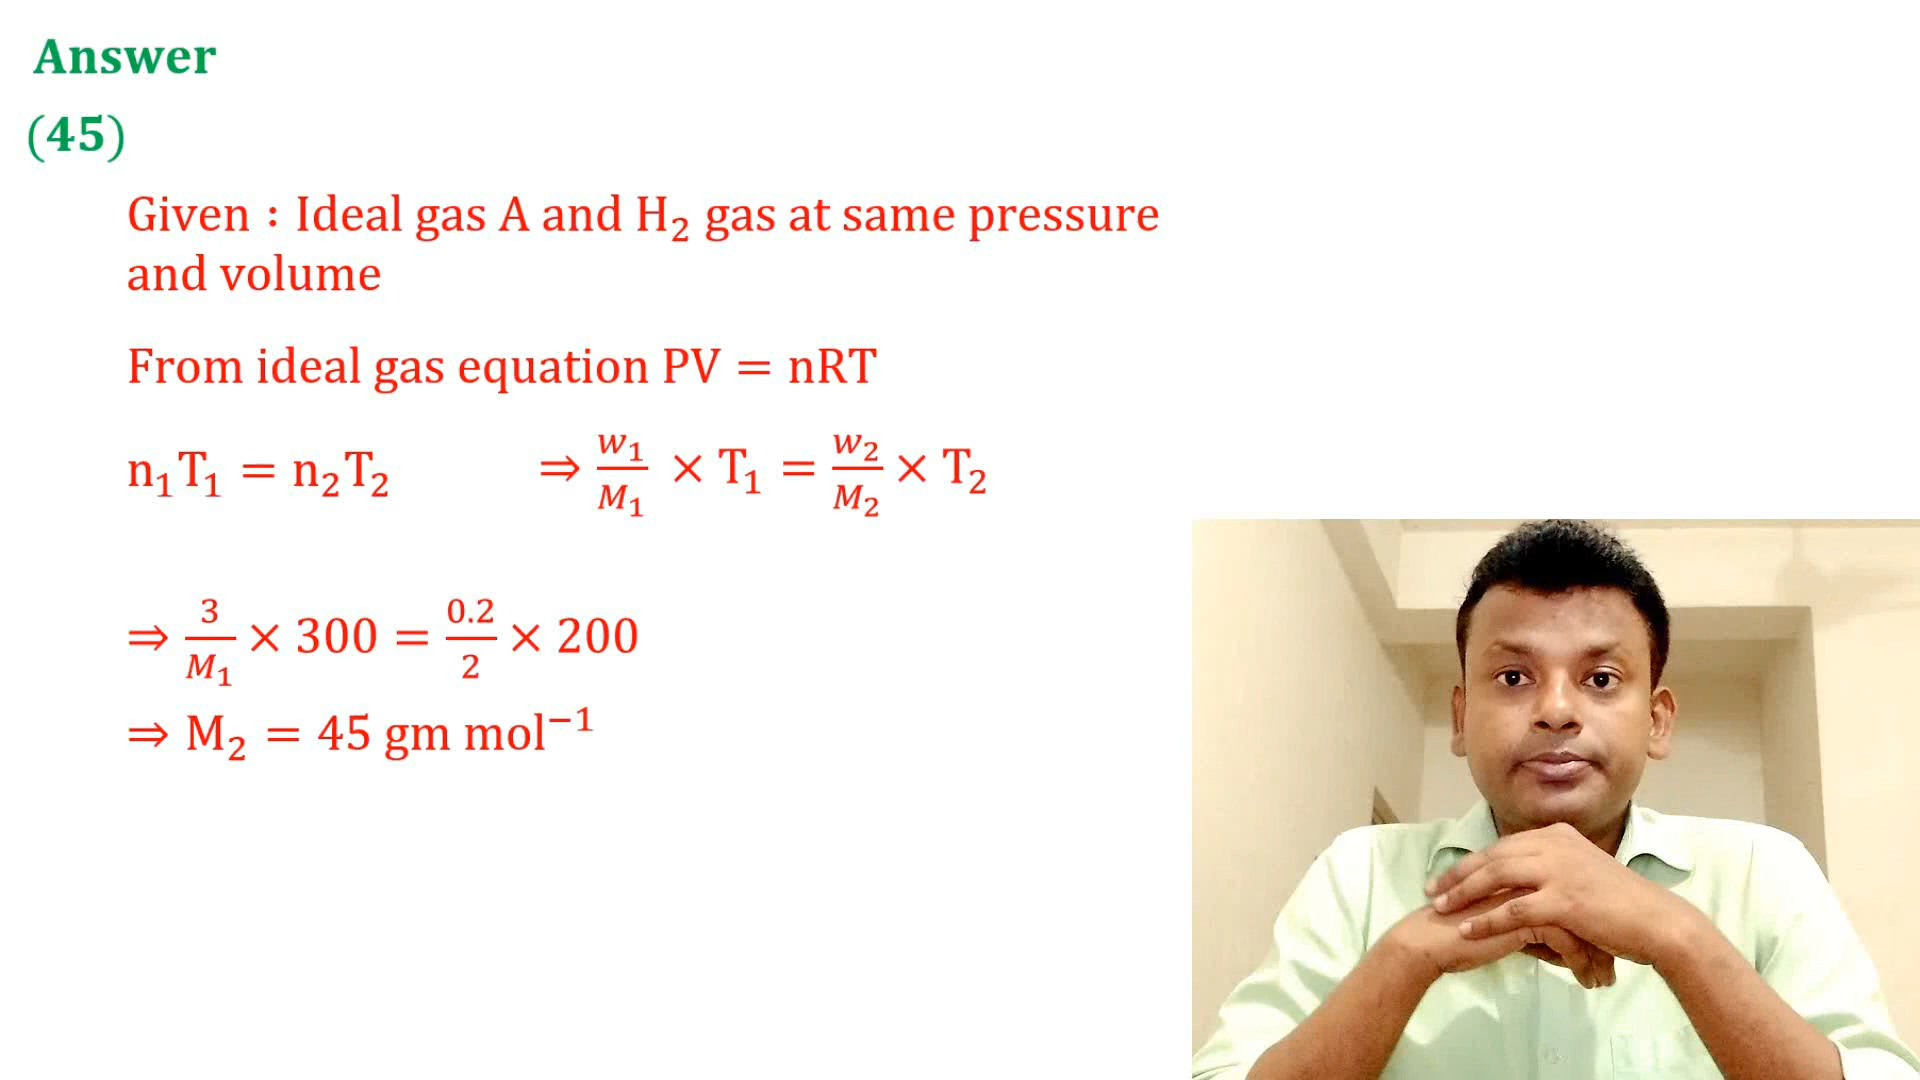 Answer
(45)
Given : Ideal gas A and H₂ gas at same pressure
and volume
From ideal gas equation PV = nRT
n₁T₁ = n₂T₂ ⇒ w₁/M₁ × T₁ = w₂/M₂ × T₂
⇒ 3/M₁ × 300 = 0.2/2 × 200
⇒ M₂ = 45 gm mol⁻¹